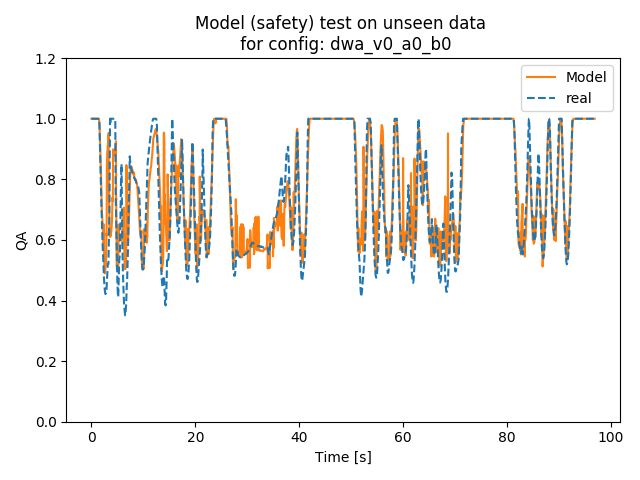 Model (safety) test on unseen data
for config: dwa_v0_a0_b0
1.2
1.0
0.8
0.6
0.4
0.2
0.0
QA
Model
real
0
20
40
60
80
100
Time [s]